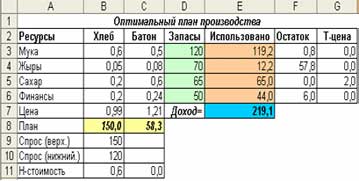 A B C D E F G
1 Оптимальный план производства
2 Ресурсы Хлеб Батон Запасы Использовано Остаток Т-цена
3 Мука 0,6 0,5 120 119,2 0,8 0,0
4 Жыры 0,05 0,08 70 12,2 57,8 0,0
5 Сахар 0,2 0,6 65 65,0 0,0 2,0
6 Финансы 0,2 0,24 50 44,0 6,0 0,0
7 Цена 0,99 1,21 Доход= 219,1
8 План 150,0 58,3
9 Спрос (верх.) 150
10 Спрос (нижний.) 120
11 Н-стоимость 0,6 0,0